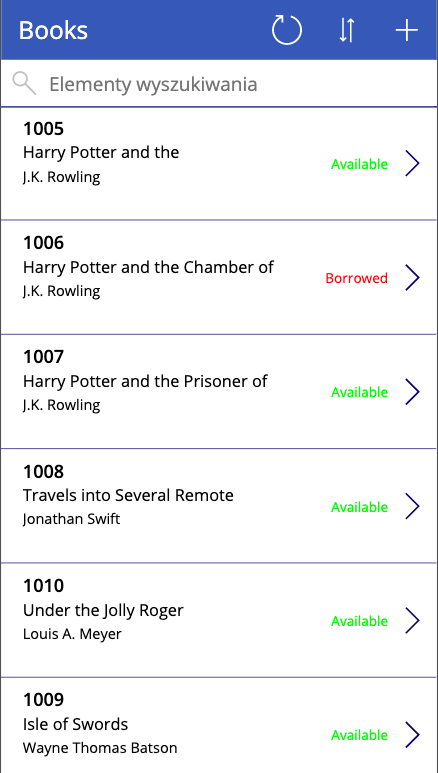 Books
Elementy wyszukiwania
1005
Harry Potter and the
J.K. Rowling
Available
1006
Harry Potter and the Chamber of
J.K. Rowling
Borrowed
1007
Harry Potter and the Prisoner of
J.K. Rowling
Available
1008
Travels into Several Remote
Jonathan Swift
Available
1010
Under the Jolly Roger
Louis A. Meyer
Available
1009
Isle of Swords
Wayne Thomas Batson
Available